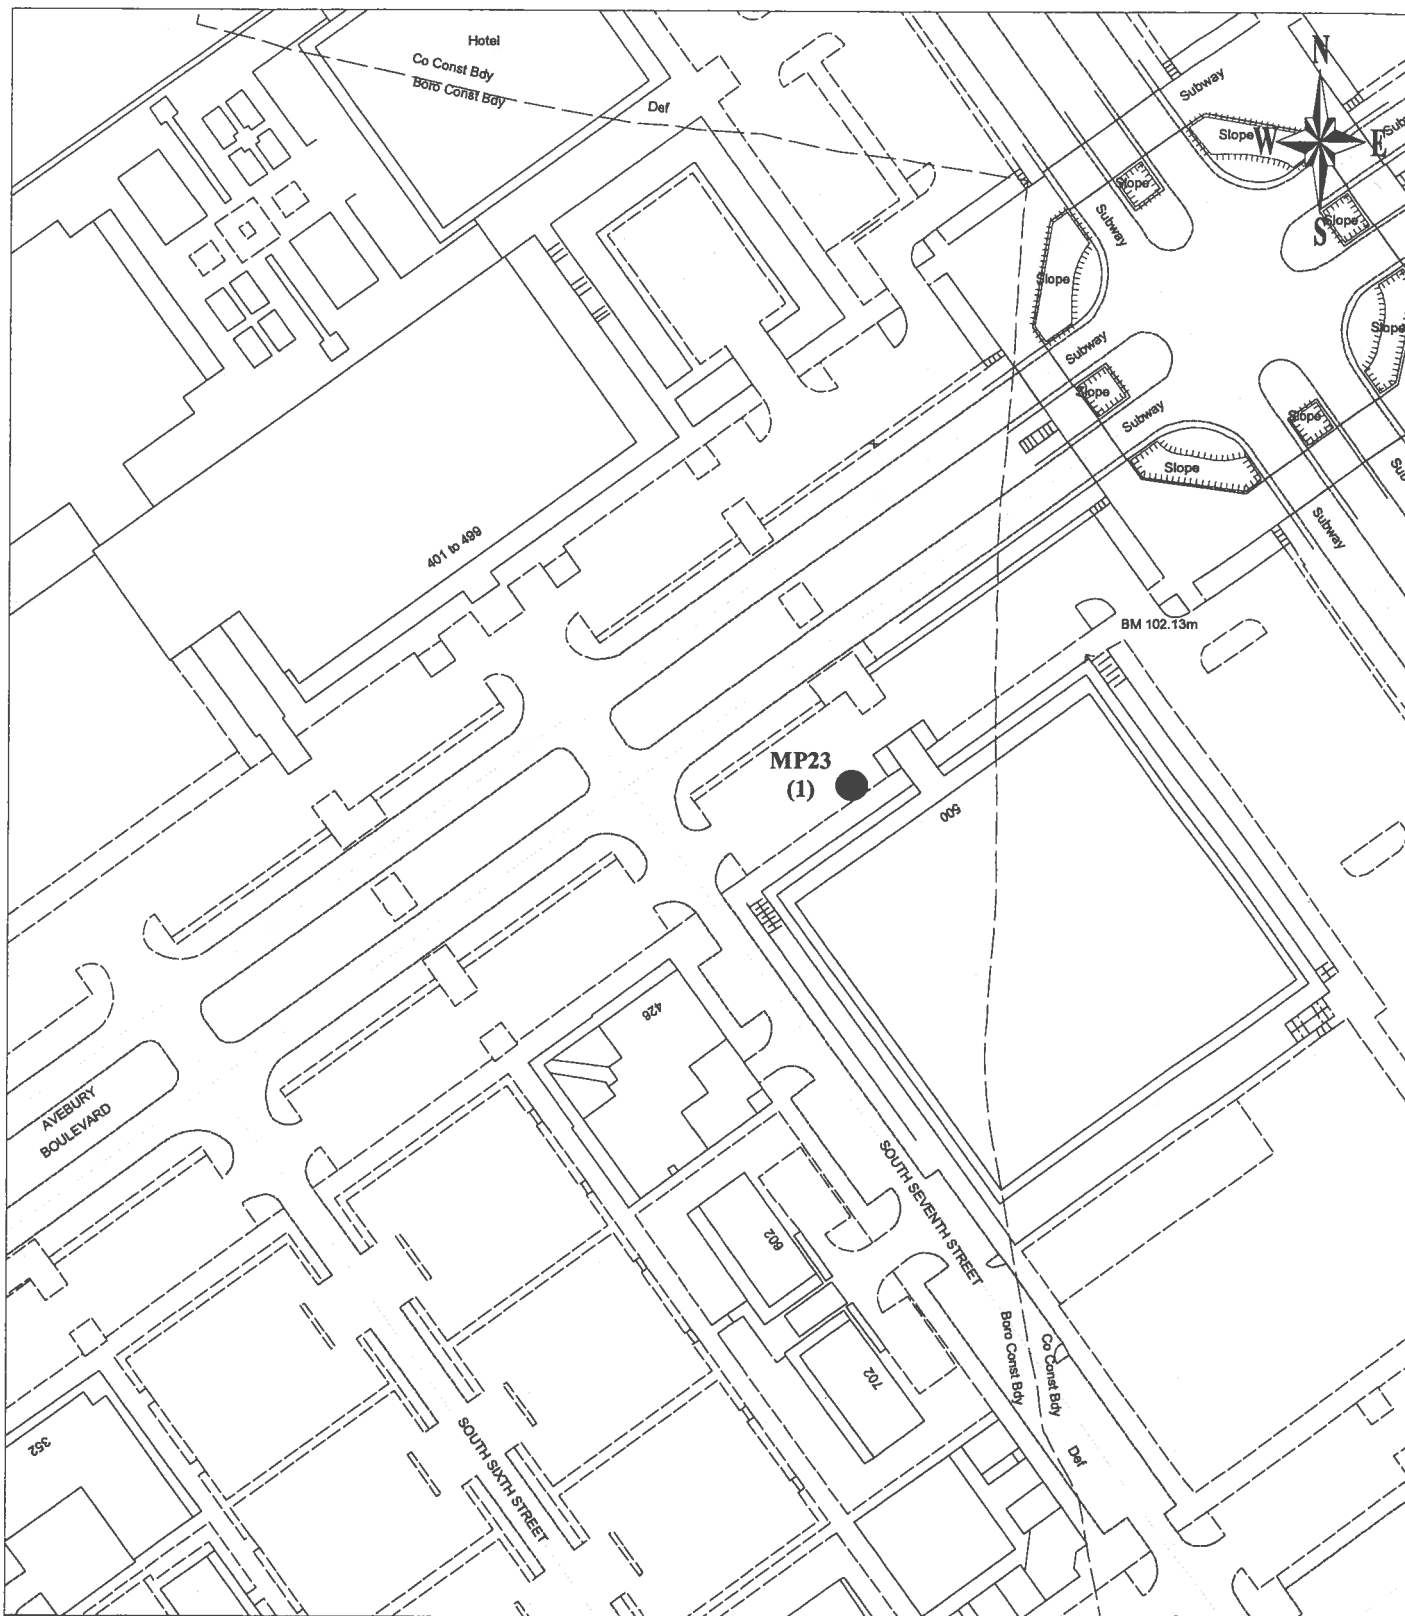 Hotel
Co Const Bdy
Boro Const Bdy
Def
N
W
E
S
Subway
Slope
Slope
Slope
Subway
Slope
Slope
Subway
Slope
Subway
Slope
Slope
Subway
401 to 499
BM 102.13m
MP23
(1)
500
426
AVEBURY
BOULEVARD
SOUTH SEVENTH STREET
602
702
Boro Const Bdy
Co Const Bdy
Def
352
SOUTH SIXTH STREET